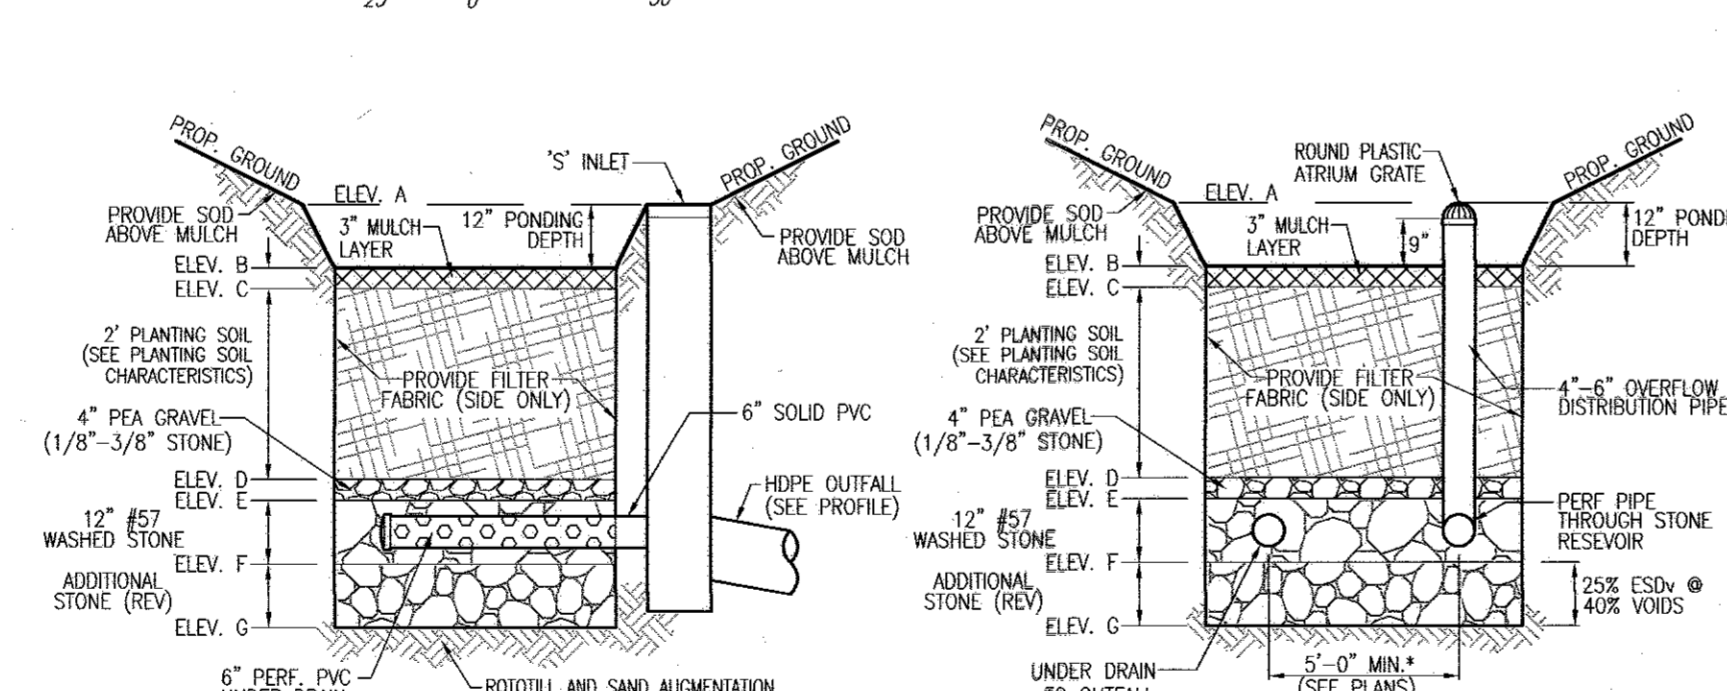 PROP. GROUND
'S' INLET
PROP. GROUND
ELEV. A
PROVIDE SOD
ABOVE MULCH
3" MULCH
LAYER
12" PONDING
DEPTH
PROVIDE SOD
ABOVE MULCH
ELEV. B
ELEV. C
2' PLANTING SOIL
(SEE PLANTING SOIL
CHARACTERISTICS)
PROVIDE FILTER
FABRIC (SIDE ONLY)
4" PEA GRAVEL
(1/8"-3/8" STONE)
6" SOLID PVC
ELEV. D
ELEV. E
HDPE OUTFALL
(SEE PROFILE)
12" #57
WASHED STONE
ELEV. F
ADDITIONAL
STONE (REV)
ELEV. G
6" PERF. PVC
UNDER DRAIN
ROTOTILL AND SAND AUGMENTATION
PROP. GROUND
ROUND PLASTIC
ATRIUM GRATE
PROP. GROUND
ELEV. A
PROVIDE SOD
ABOVE MULCH
3" MULCH
LAYER
9"
12" PONDI
DEPTH
ELEV. B
ELEV. C
2' PLANTING SOIL
(SEE PLANTING SOIL
CHARACTERISTICS)
PROVIDE FILTER
FABRIC (SIDE ONLY)
4"-6" OVERFLOW
DISTRIBUTION PIPE
4" PEA GRAVEL
(1/8"-3/8" STONE)
ELEV. D
ELEV. E
PERF PIPE
THROUGH STONE
RESEVOIR
12" #57
WASHED STONE
ELEV. F
ADDITIONAL
STONE (REV)
25% ESDv @
40% VOIDS
ELEV. G
UNDER DRAIN
TO OUTFALL
5'-0" MIN.*
(SEE PLANS)